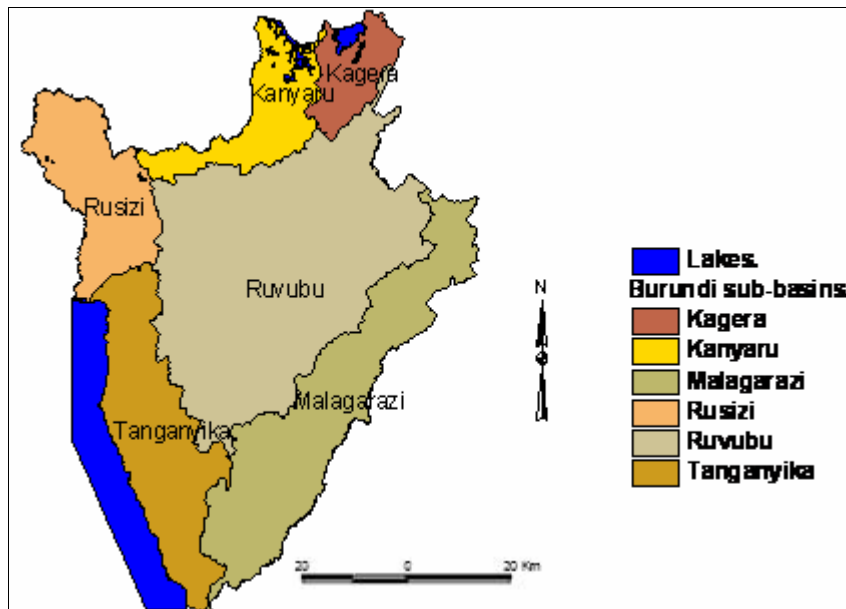 Kagera
Kanyaru
Rusizi
Ruvubu
Malagarazi
Tanganyika
N
Lakes.
Burundi sub-basins.
Kagera
Kanyaru
Malagarazi
Rusizi
Ruvubu
Tanganyika
20 0 20 Km